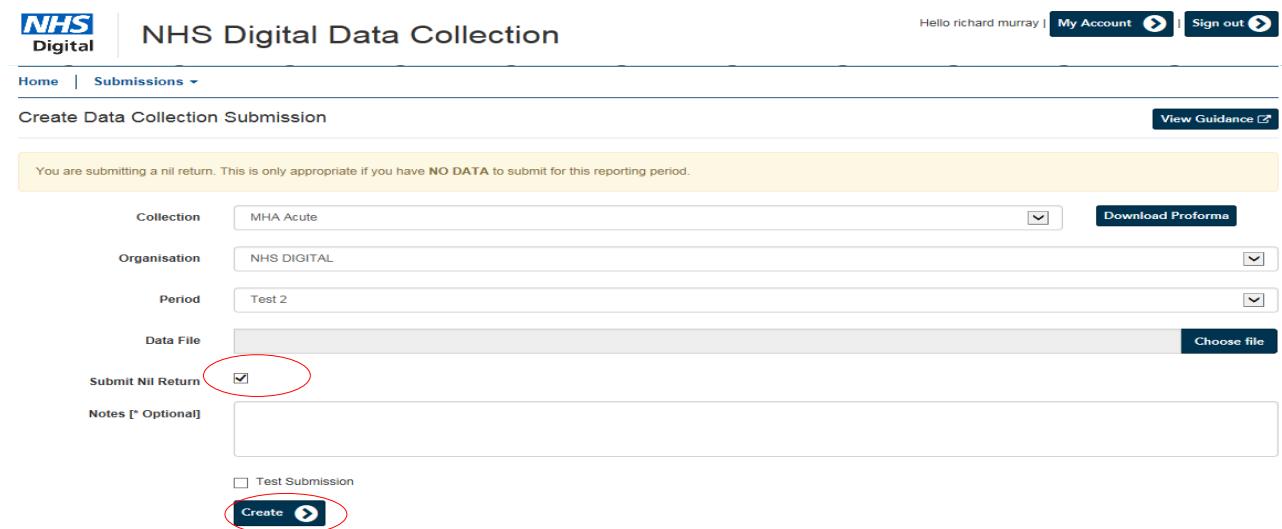 NHS
Digital
NHS Digital Data Collection
Hello richard murray | My Account | Sign out
Home | Submissions
Create Data Collection Submission
View Guidance
You are submitting a nil return. This is only appropriate if you have NO DATA to submit for this reporting period.
Collection MHA Acute Download Proforma
Organisation NHS DIGITAL
Period Test 2
Data File Choose file
Submit Nil Return
Notes [* Optional]
Test Submission
Create